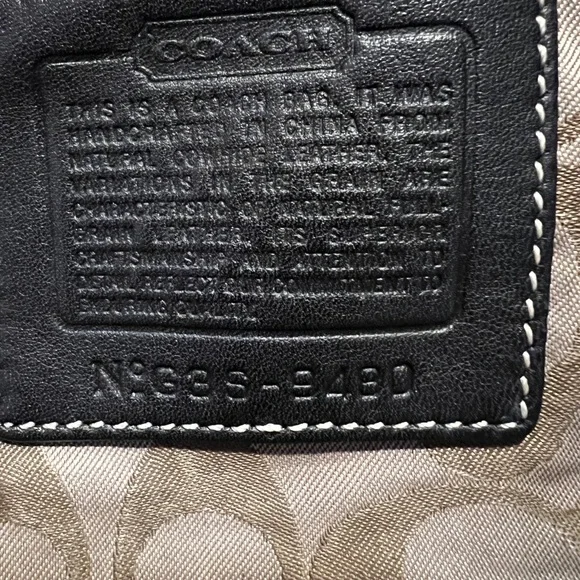 COACH
THIS IS A COACH BAG. IT WAS
HANDCRAFTED IN CHINA FROM
NATURAL COWHIDE LEATHER. THE
VARIATIONS IN THE GRAIN ARE
CHARACTERISTIC OF NATURAL FULL-
GRAIN LEATHER. ITS SUPERIOR
CRAFTSMANSHIP AND ATTENTION TO
DETAIL REFLECT OUR COMMITMENT TO
ENDURING QUALITY.
No G3S-9480